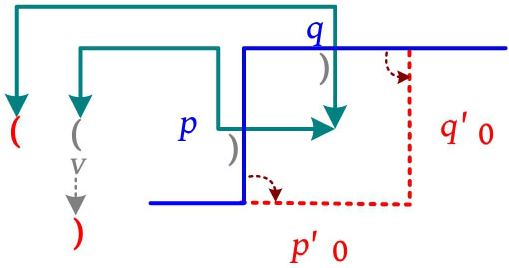 q
)
( ( p q' 0
v )
)
p' 0